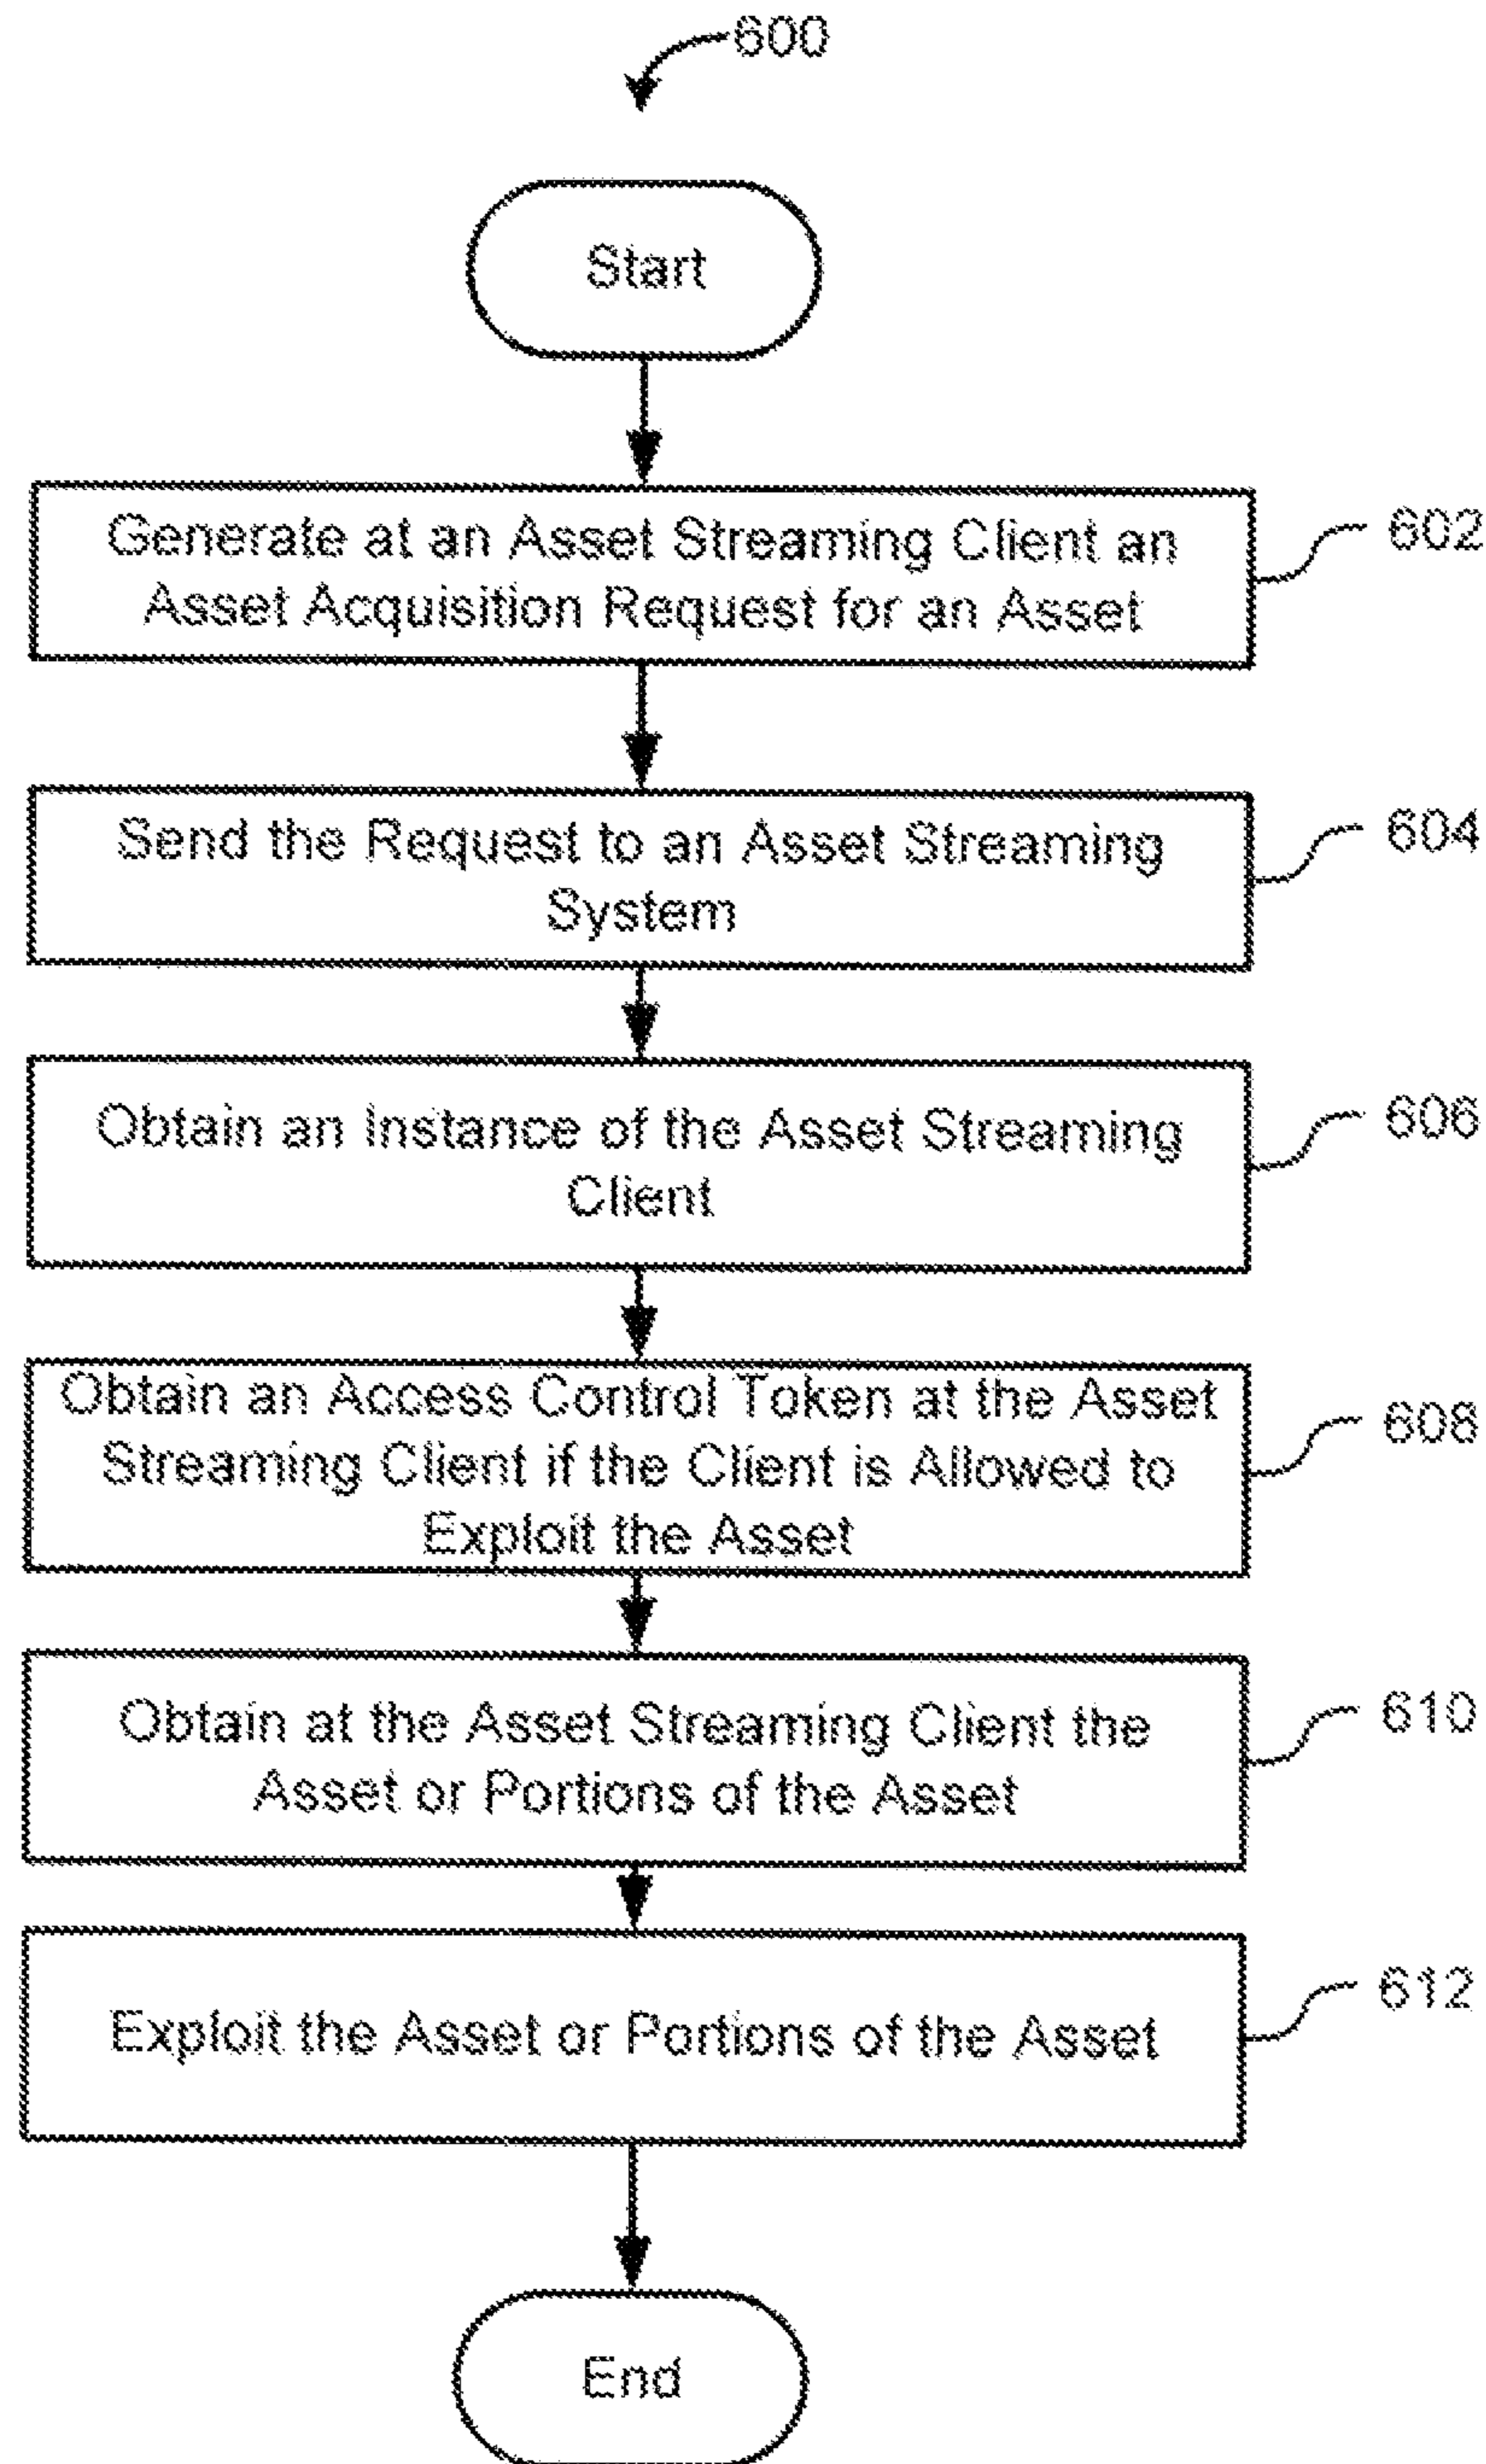 600
Start
Generate at an Asset Streaming Client an
Asset Acquisition Request for an Asset
602
Send the Request to an Asset Streaming
System
604
Obtain an Instance of the Asset Streaming
Client
606
Obtain an Access Control Token at the Asset
Streaming Client if the Client is Allowed to
Exploit the Asset
608
Obtain at the Asset Streaming Client the
Asset or Portions of the Asset
610
Exploit the Asset or Portions of the Asset
612
End